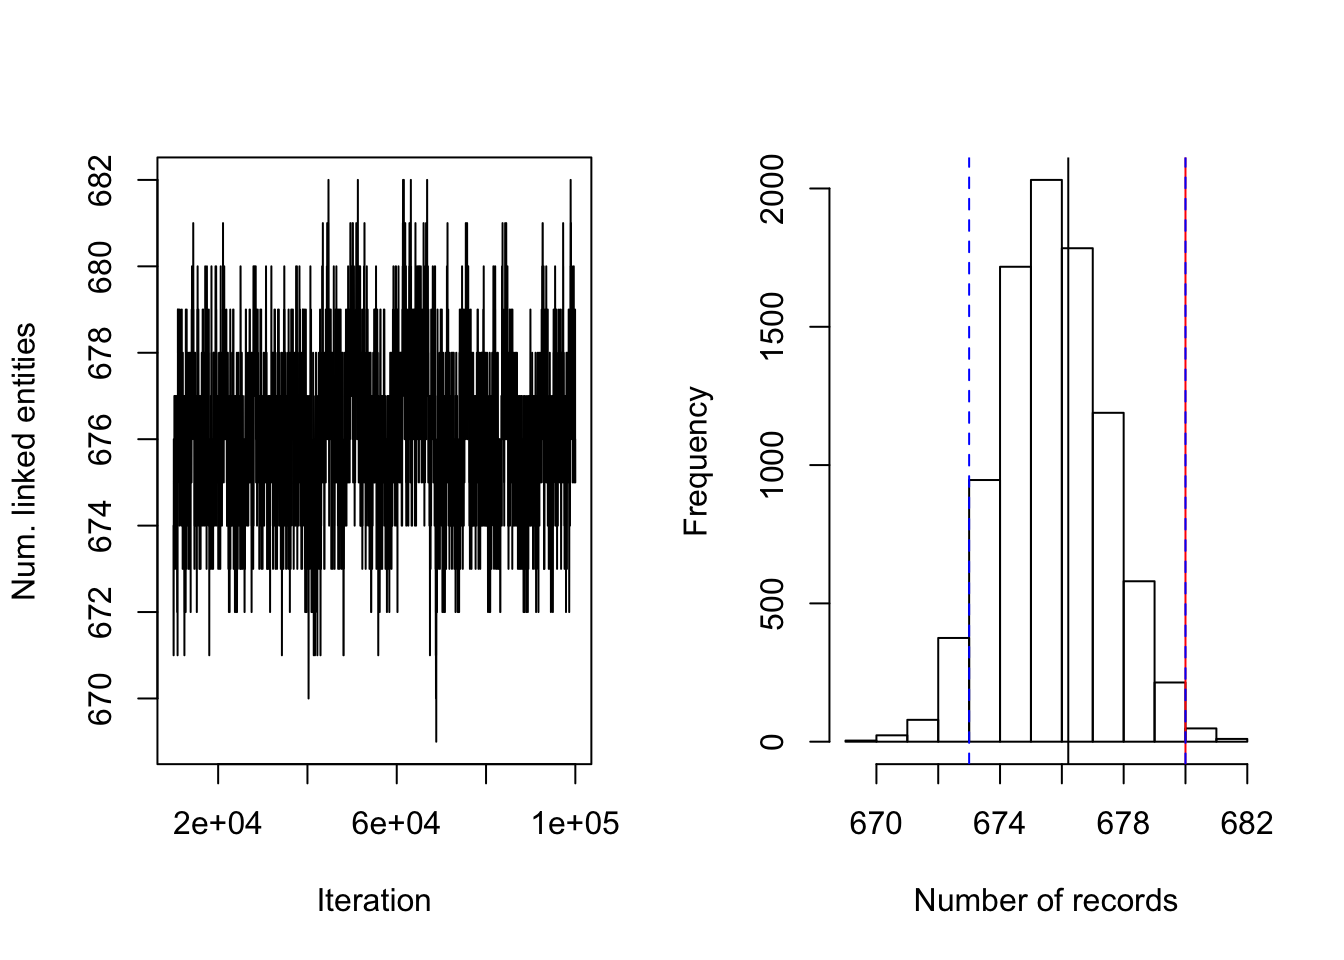 Num. linked entities
682
680
678
676
674
672
670
2e+04 6e+04 1e+05
Iteration
Frequency
2000
1500
1000
500
0
670 674 678 682
Number of records